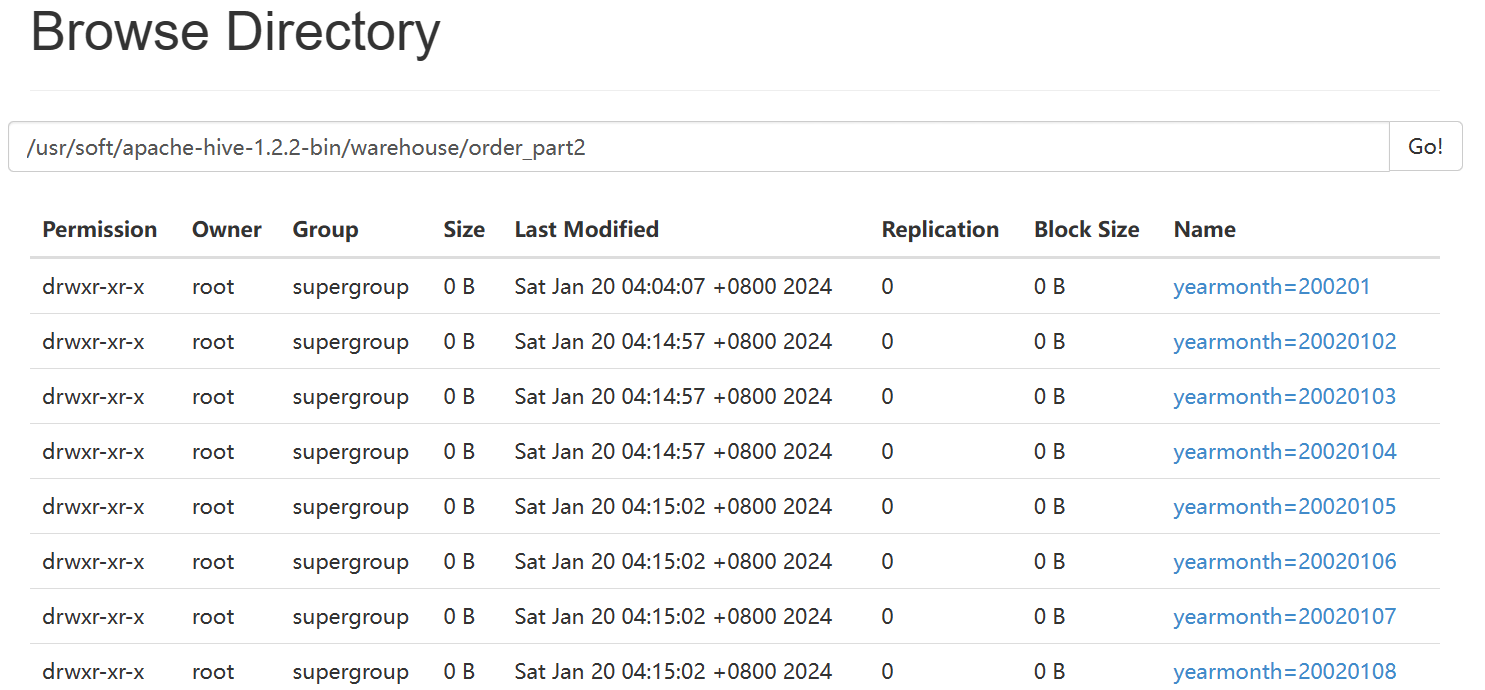 Browse Directory
/usr/soft/apache-hive-1.2.2-bin/warehouse/order_part2 Go!
Permission Owner Group Size Last Modified Replication Block Size Name
drwxr-xr-x root supergroup 0 B Sat Jan 20 04:04:07 +0800 2024 0 0 B yearmonth=200201
drwxr-xr-x root supergroup 0 B Sat Jan 20 04:14:57 +0800 2024 0 0 B yearmonth=20020102
drwxr-xr-x root supergroup 0 B Sat Jan 20 04:14:57 +0800 2024 0 0 B yearmonth=20020103
drwxr-xr-x root supergroup 0 B Sat Jan 20 04:14:57 +0800 2024 0 0 B yearmonth=20020104
drwxr-xr-x root supergroup 0 B Sat Jan 20 04:15:02 +0800 2024 0 0 B yearmonth=20020105
drwxr-xr-x root supergroup 0 B Sat Jan 20 04:15:02 +0800 2024 0 0 B yearmonth=20020106
drwxr-xr-x root supergroup 0 B Sat Jan 20 04:15:02 +0800 2024 0 0 B yearmonth=20020107
drwxr-xr-x root supergroup 0 B Sat Jan 20 04:15:02 +0800 2024 0 0 B yearmonth=20020108